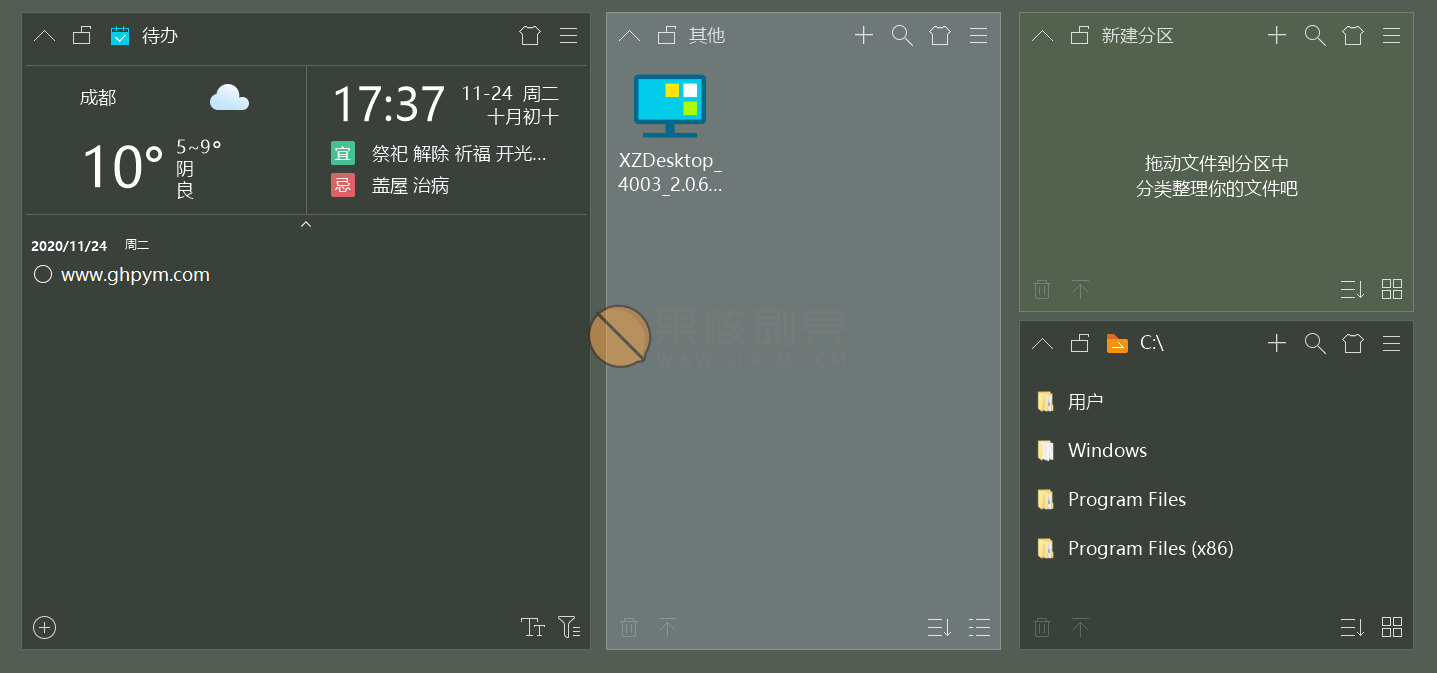 待办
成都
10°
5~9°
阴
良
17:37
11-24 周二
十月初十
宜 祭祀 解除 祈福 开光...
忌 盖屋 治病
2020/11/24 周二
www.ghpym.com
其他
XZDesktop_
4003_2.0.6...
果核剥壳
WWW.GHPYM.COM
新建分区
拖动文件到分区中
分类整理你的文件吧
C:\
用户
Windows
Program Files
Program Files (x86)